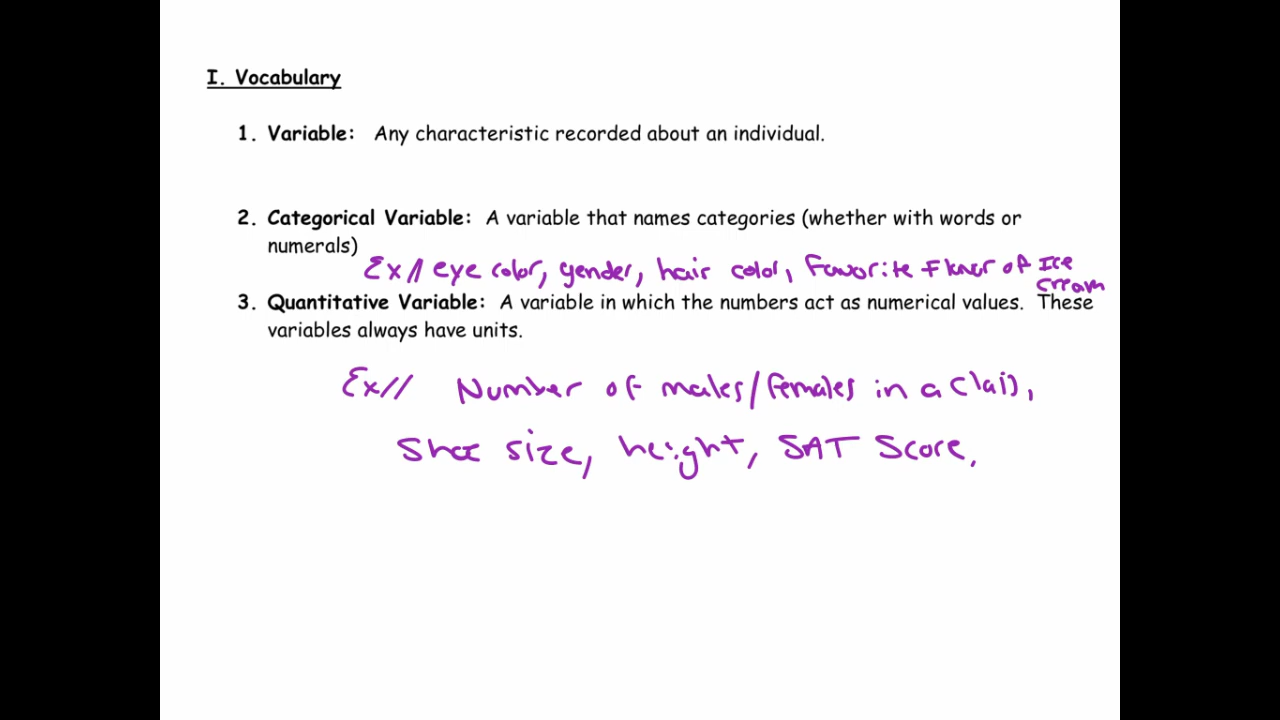 I. Vocabulary
1. Variable: Any characteristic recorded about an individual.
2. Categorical Variable: A variable that names categories (whether with words or
numerals)
Ex// eye color, gender, hair color, Favorite Flavor of Ice
cream
3. Quantitative Variable: A variable in which the numbers act as numerical values. These
variables always have units.
Ex// Number of males/females in a class,
Shoe size, height, SAT Score,